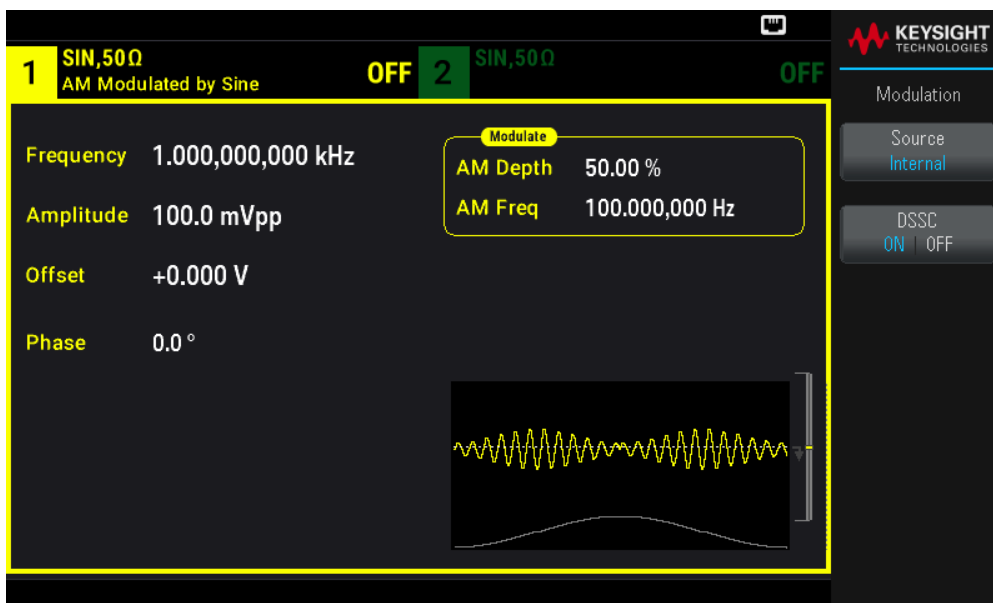 KEYSIGHT
TECHNOLOGIES
1 SIN,50Ω OFF
AM Modulated by Sine
2 SIN,50Ω OFF
Modulation
Frequency 1.000,000,000 kHz
Amplitude 100.0 mVpp
Offset +0.000 V
Phase 0.0 °
Modulate
AM Depth 50.00 %
AM Freq 100.000,000 Hz
Source
Internal
DSSC
ON | OFF